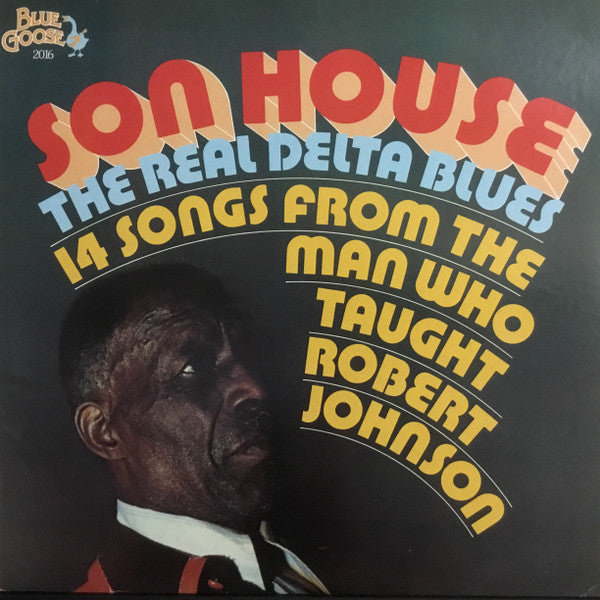 BLUE
GOOSE
2016
SON HOUSE
THE REAL DELTA BLUES
14 SONGS FROM THE
MAN WHO
TAUGHT
ROBERT
JOHNSON